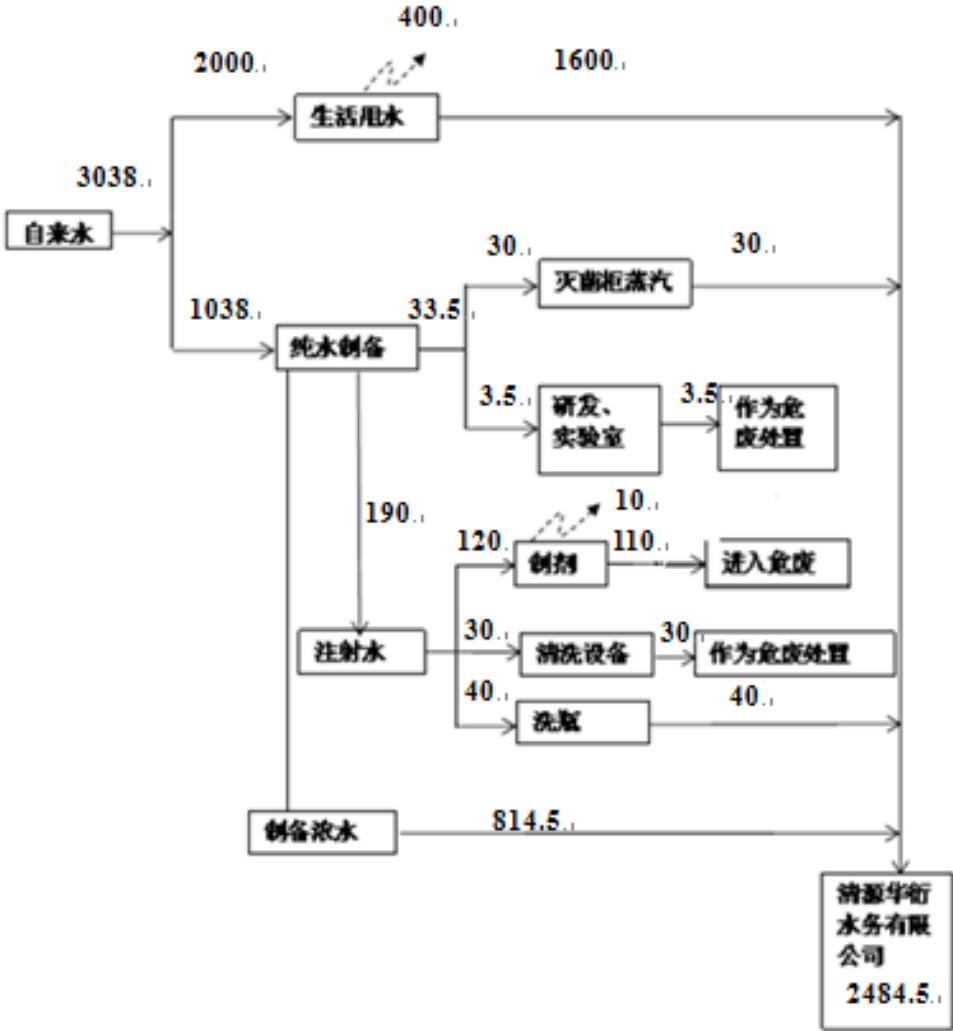 400
2000
1600
生活用水
3038
自来水
30
30
灭菌柜蒸汽
1038
33.5
纯水制备
3.5
研发、
实验室
3.5
作为危
废处置
190
10
120
制剂
110
进入危废
注射水
30
清洗设备
30
作为危废处置
40
洗瓶
40
制备浓水
814.5
清源华衍
水务有限
公司
2484.5